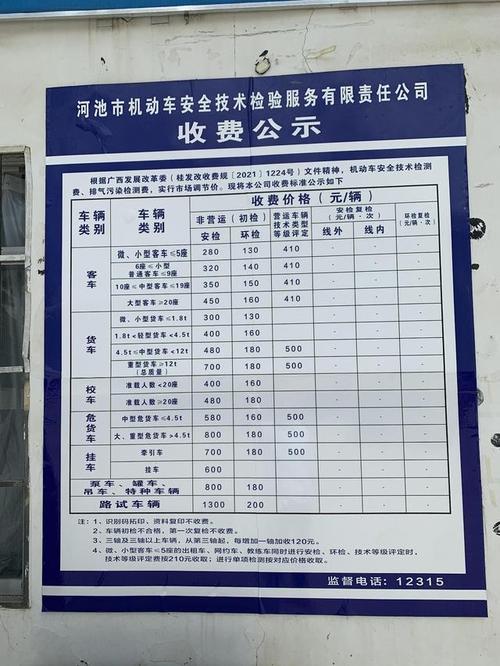 河池市机动车安全技术检验服务有限责任公司
收费公示
根据广西发展改革委（桂发改收费规〔2021〕1224号）文件精神，机动车安全技术检测
费、排气污染检测费，实行市场调节价。现将本公司收费标准公示如下
车辆类别 车辆类别 收费价格（元/辆）
非营运（初检） 营运车辆技术类型等级评定 安检复检（元/辆·次） 环检复检（元/辆·次）
安检 环检 线外 线内
客车 微、小型客车≤5座 280 130 410 - - -
6座≤小型普通客车≤9座 320 140 410 - - -
10座≤中型客车≤19座 350 150 410 - - -
大型客车≥20座 450 160 410 - - -
货车 微、小型货车≤1.8t 300 130 - - -
1.8t<轻型货车<4.5t 400 160 - - -
4.5t≤中型货车<12t 480 180 500 - - -
重型货车≥12t（总质量） 700 180 500 - - -
校车 准载人数<20座 400 160 - - -
准载人数≥20座 480 180 - - -
危货车 中型危货车≤4.5t 580 160 500 - - -
大、重型危货车>4.5t 800 180 500 - - -
挂车 牵引车 700 180 500 - - -
挂车 600 - - -
泵车、罐车、吊车、特种车辆 800 180 - - -
路试车辆 1300 200 - - -
注：1、识别码拓印、资料复印不收费。
2、车辆初检不合格，第一次复检不收费。
3、三轴及三轴以上车辆，从第三轴起，每增加一轴加收120元。
4、微、小型客车≤5座的出租车、网约车、教练车同时进行安检、环检、技术等级评定时，
技术等级评定费按210元收取；进行单项检测按对应价格收取。
监督电话：12315